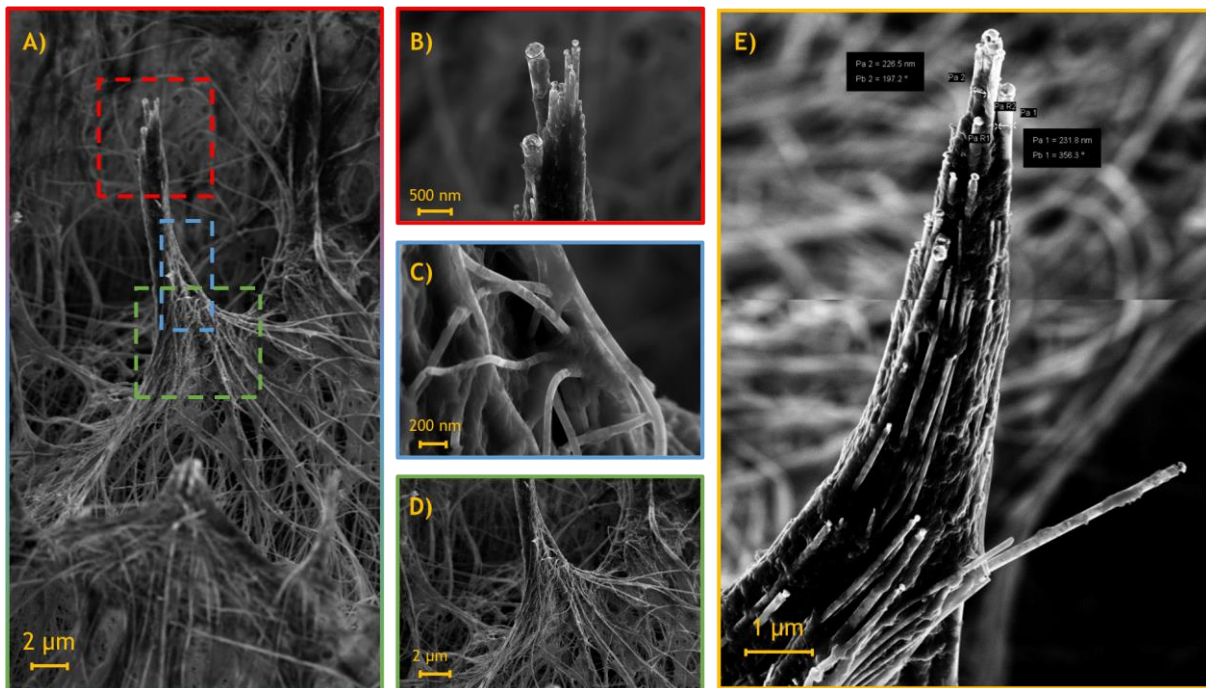 A)
2 µm
B)
500 nm
C)
200 nm
D)
2 µm
E)
Pa 2 = 226.5 nm
Pb 2 = 197.2 °
Pa 2
Pa R2
Pa 1
Pa R1
Pa 1 = 231.8 nm
Pb 1 = 356.3 °
1 µm